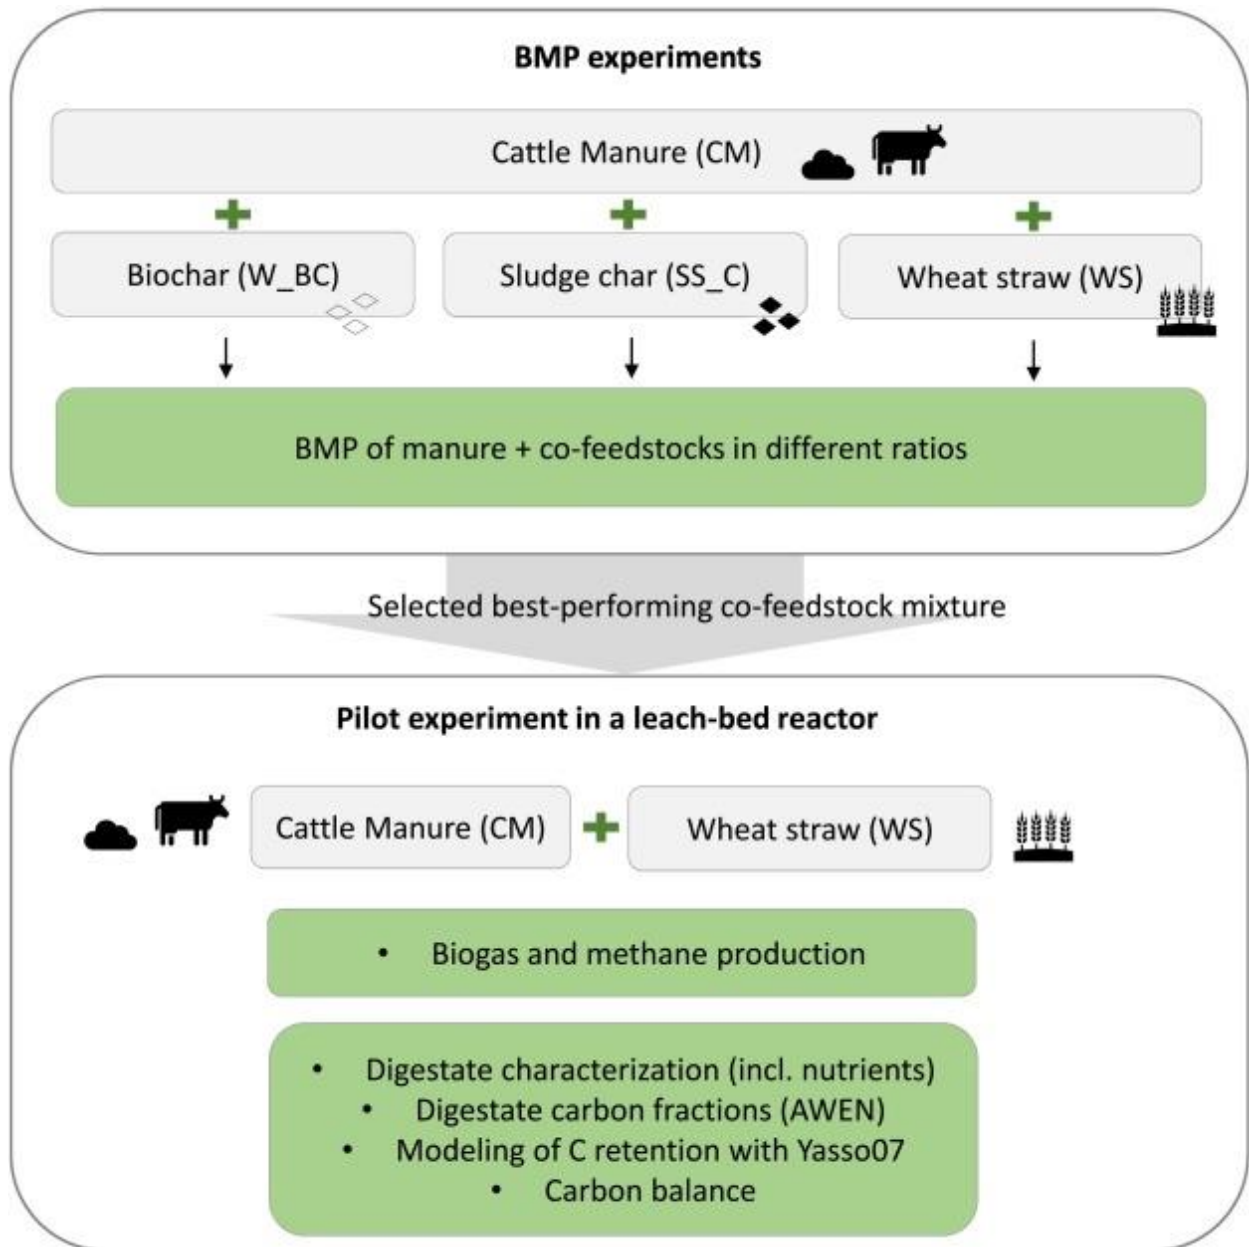 BMP experiments
Cattle Manure (CM)
Biochar (W_BC)
Sludge char (SS_C)
Wheat straw (WS)
BMP of manure + co-feedstocks in different ratios
Selected best-performing co-feedstock mixture
Pilot experiment in a leach-bed reactor
Cattle Manure (CM)
Wheat straw (WS)
• Biogas and methane production
• Digestate characterization (incl. nutrients)
• Digestate carbon fractions (AWEN)
• Modeling of C retention with Yasso07
• Carbon balance